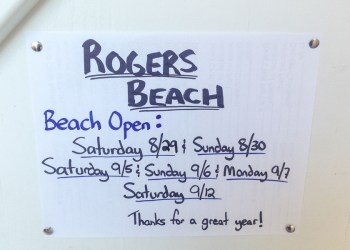 ROGERS
BEACH
Beach Open:
Saturday 8/29 & Sunday 8/30
Saturday 9/5 & Sunday 9/6 & Monday 9/7
Saturday 9/12
Thanks for a great year!